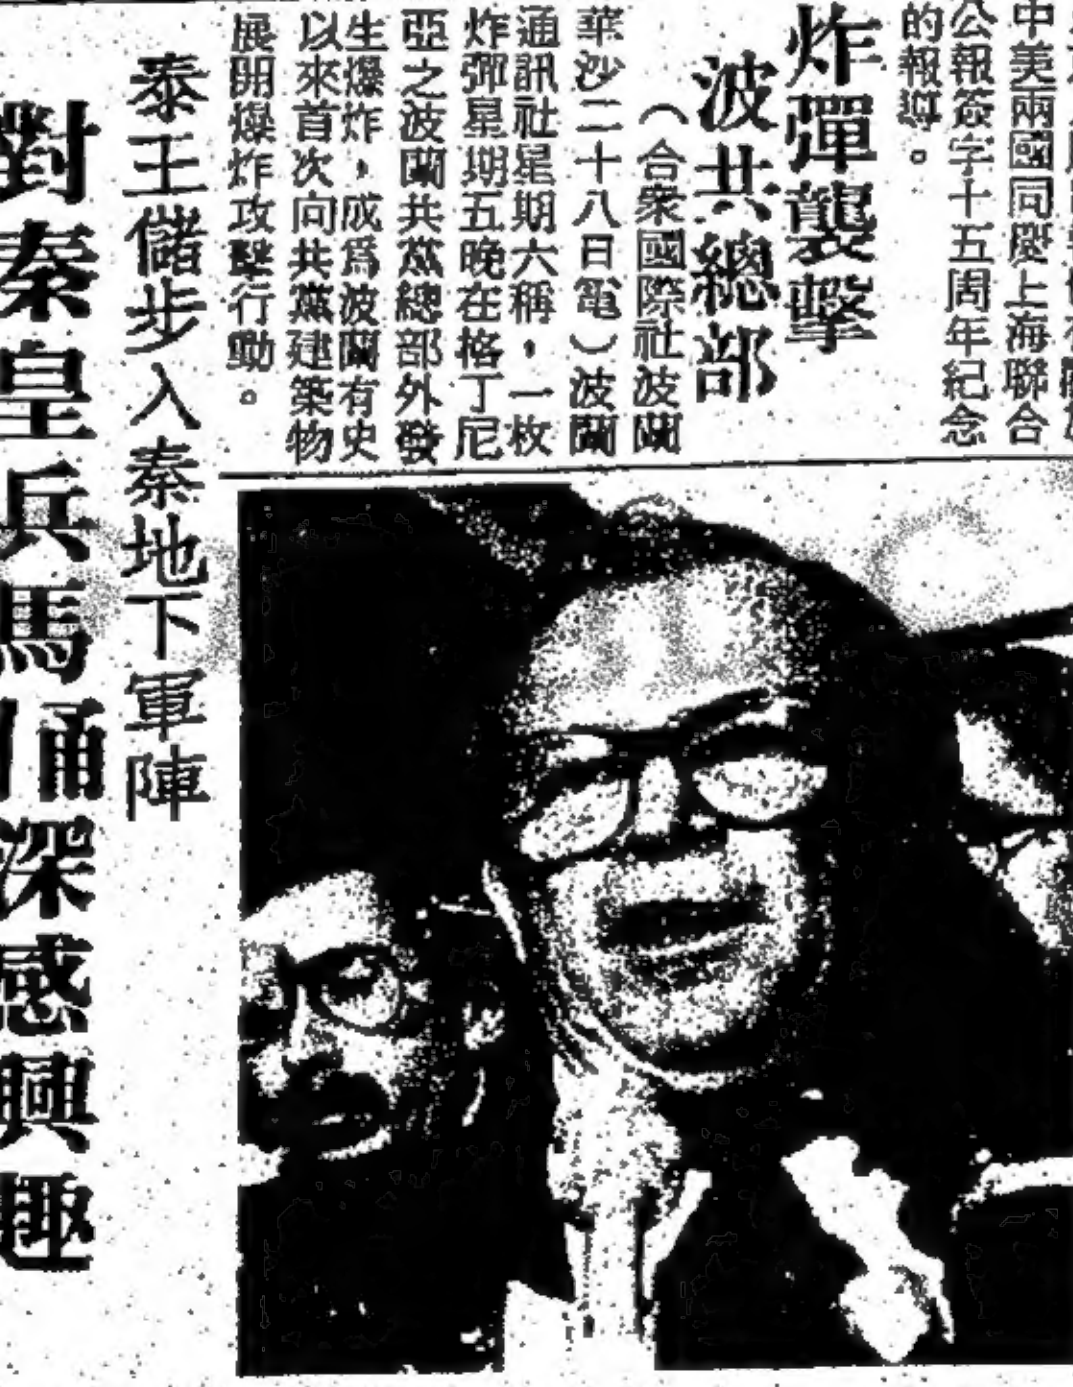 中美兩國同慶上海聯合
公報簽字十五周年紀念
的報導。
炸彈襲擊
波共總部
（合衆國際社波蘭
華沙二十八日電）波蘭
通訊社星期六稱，一枚
炸彈星期五晚在格丁尼
亞之波蘭共黨總部外發
生爆炸，成爲波蘭有史
以來首次向共黨建築物
展開爆炸攻擊行動。
泰王儲步入秦地下軍陣
對秦皇兵馬俑深感興趣